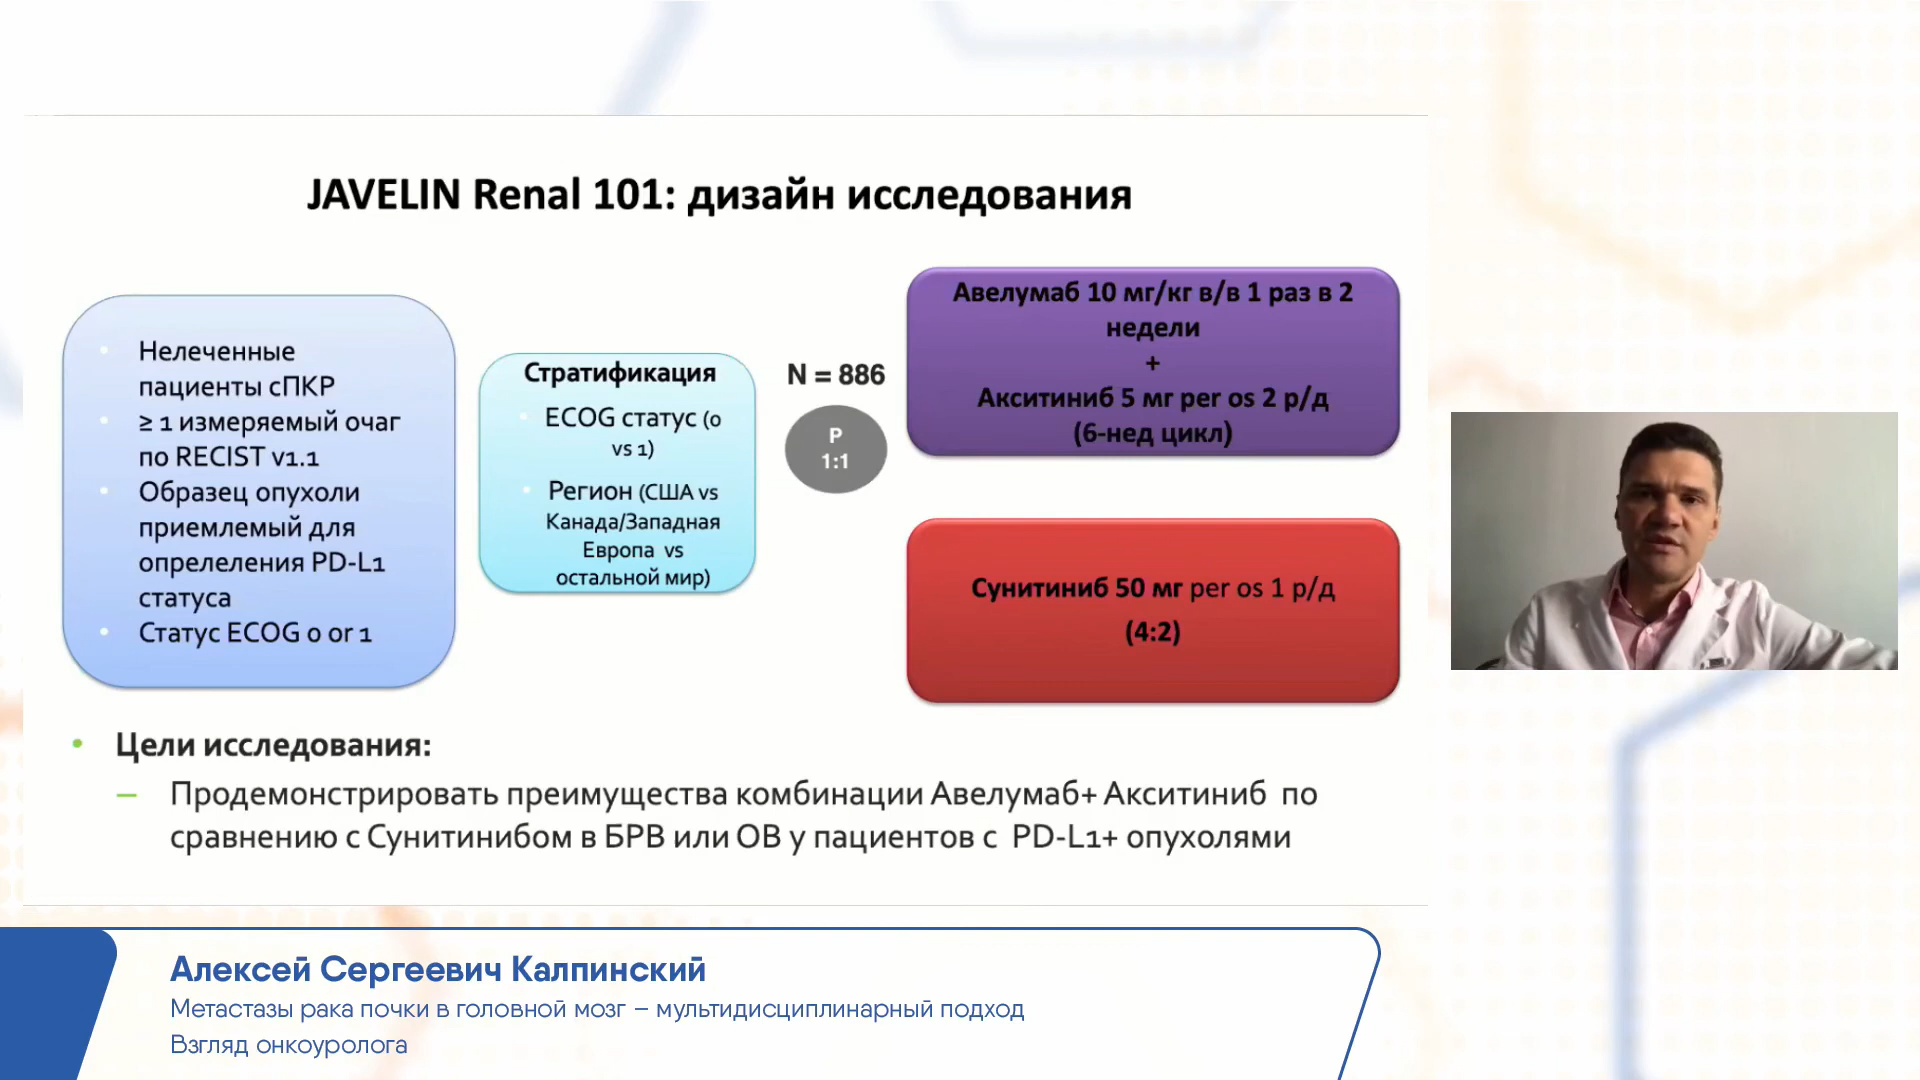 JAVELIN Renal 101: дизайн исследования
Нелеченные
пациенты сПКР
≥ 1 измеряемый очаг
по RECIST v1.1
Образец опухоли
приемлемый для
опрелеления PD-L1
статуса
Статус ECOG 0 or 1
Стратификация
ECOG статус (0
vs 1)
Регион (США vs
Канада/Западная
Европа vs
остальной мир)
N = 886
Р
1:1
Авелумаб 10 мг/кг в/в 1 раз в 2
недели
+
Акситиниб 5 мг per os 2 р/д
(6-нед цикл)
Сунитиниб 50 мг per os 1 р/д
(4:2)
• Цели исследования:
– Продемонстрировать преимущества комбинации Авелумаб+ Акситиниб по
сравнению с Сунитинибом в БРВ или ОВ у пациентов с PD-L1+ опухолями
Алексей Сергеевич Калпинский
Метастазы рака почки в головной мозг – мультидисциплинарный подход
Взгляд онкоуролога